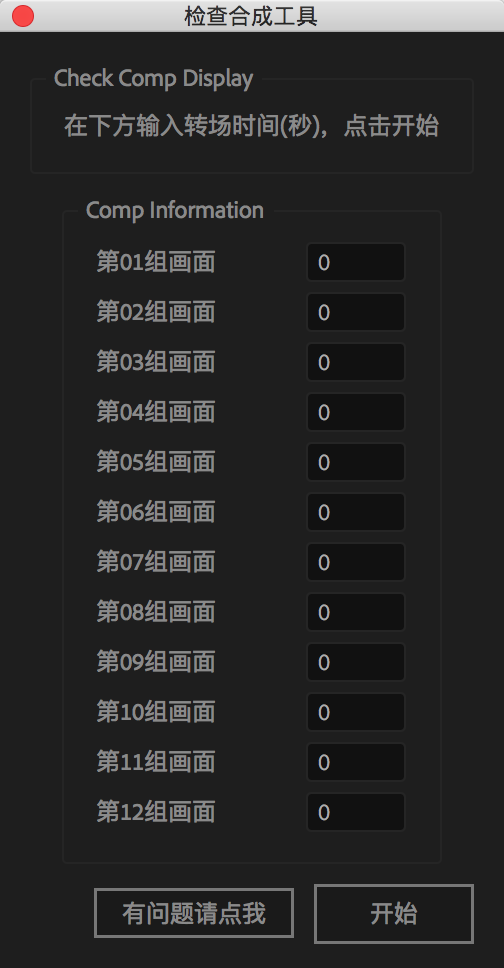 检查合成工具
Check Comp Display
在下方输入转场时间(秒)，点击开始
Comp Information
第01组画面 0
第02组画面 0
第03组画面 0
第04组画面 0
第05组画面 0
第06组画面 0
第07组画面 0
第08组画面 0
第09组画面 0
第10组画面 0
第11组画面 0
第12组画面 0
有问题请点我 开始